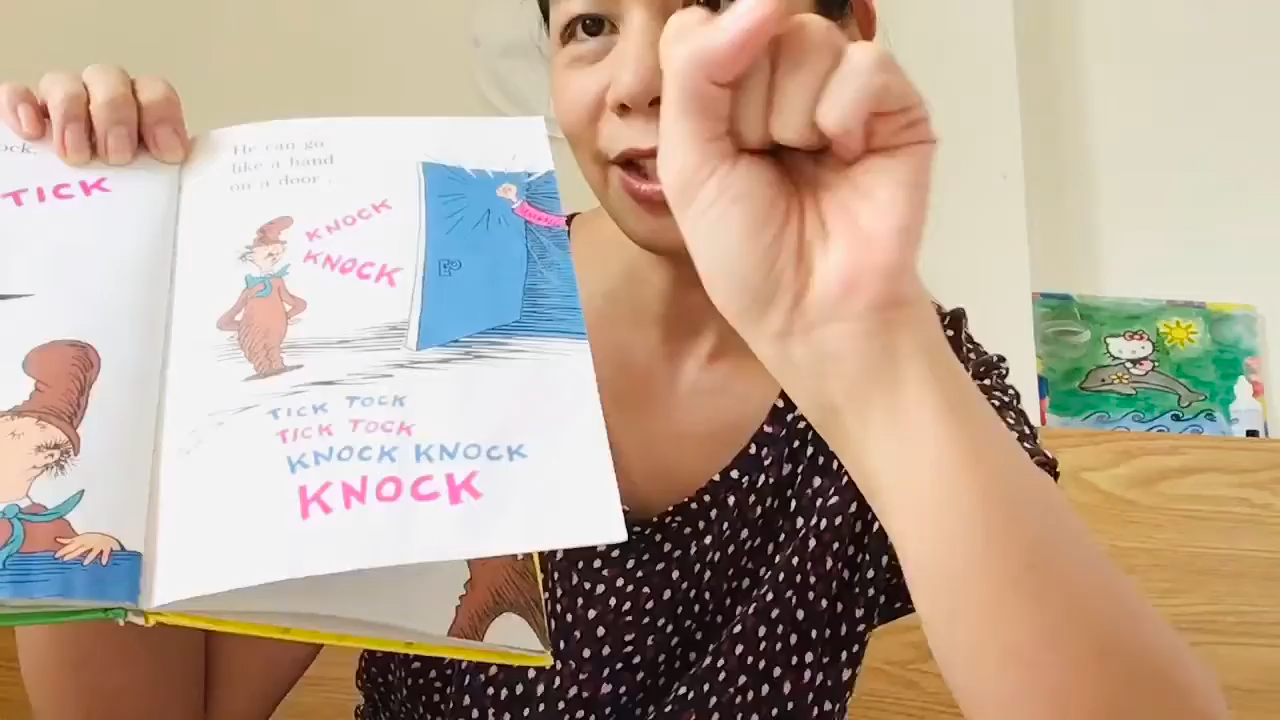 ock.
TICK
He can go
like a hand
on a door .
KNOCK
KNOCK
TICK TOCK
TICK TOCK
KNOCK KNOCK
KNOCK